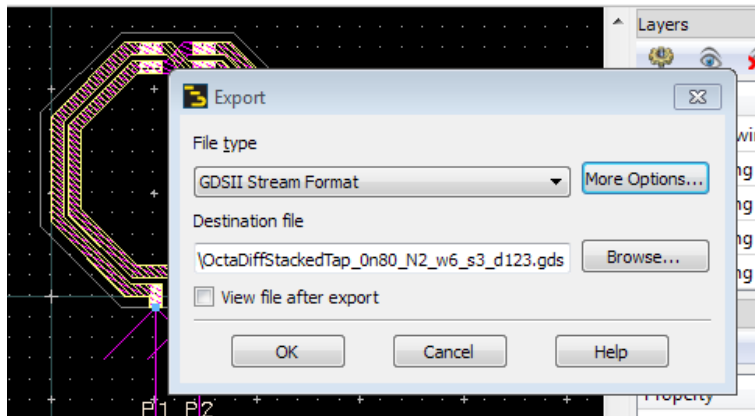 Layers
Export
File type
GDSII Stream Format
More Options...
Destination file
\OctaDiffStackedTap_0n80_N2_w6_s3_d123.gds
Browse...
View file after export
OK
Cancel
Help
Property
P1 P2